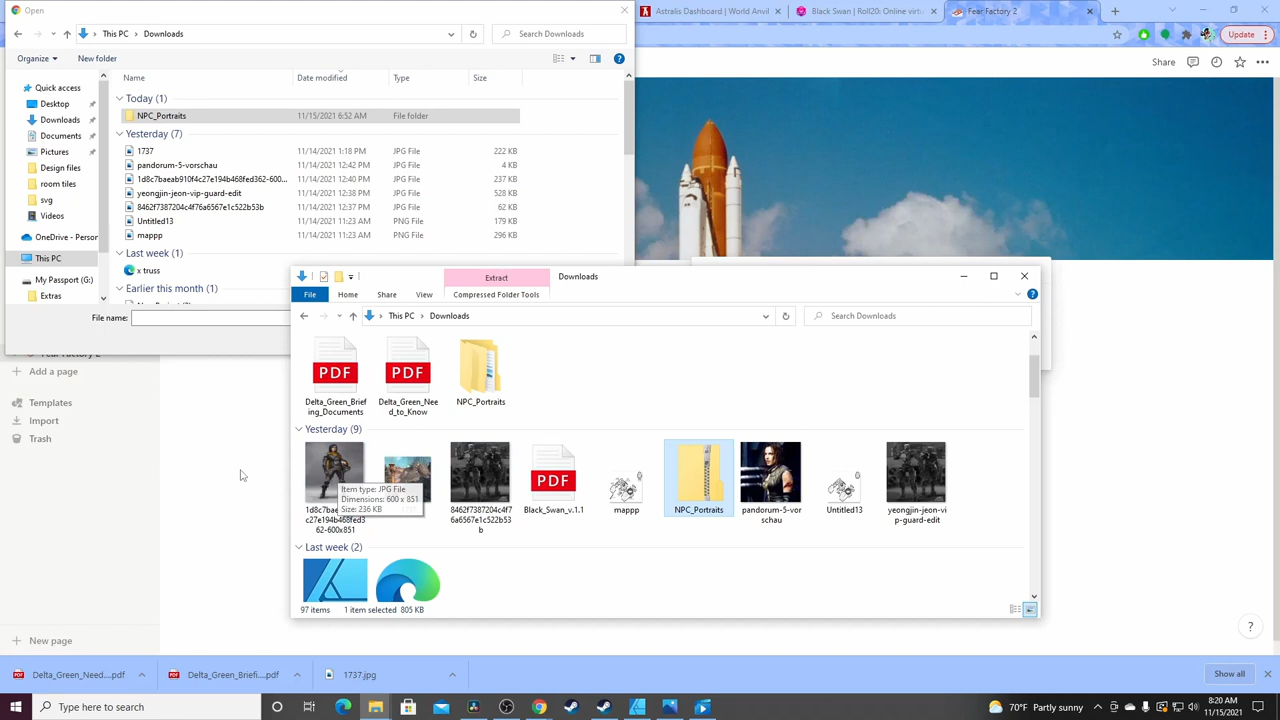 Open
Astralis Dashboard | World Anvil
Black Swan | Roll20: Online virtu
Fear Factory 2
This PC
Downloads
Search Downloads
Update
Organize
New folder
Share
Name
Date modified
Type
Size
Quick access
Desktop
Downloads
Documents
Pictures
Design files
room tiles
svg
Videos
OneDrive - Person
This PC
My Passport (G:)
Extras
Today (1)
NPC_Portraits 11/15/2021 6:52 AM File folder
Yesterday (7)
1737 11/14/2021 1:18 PM JPG File 222 KB
pandorum-5-vorschau 11/14/2021 12:42 PM JPG File 4 KB
1d8c7baeab910f4c27e194b468fed362-600... 11/14/2021 12:40 PM JPG File 237 KB
yeongjin-jeon-vip-guard-edit 11/14/2021 12:38 PM JPG File 528 KB
8462f7387204c4f76a6567e1c522b53b 11/14/2021 12:37 PM JPG File 62 KB
Untitled13 11/14/2021 11:23 AM PNG File 179 KB
mappp 11/14/2021 11:23 AM PNG File 296 KB
Last week (1)
x truss
Earlier this month (1)
File name:
Extract
Downloads
File
Home
Share
View
Compressed Folder Tools
This PC
Downloads
Search Downloads
Delta_Green_Brief
ing_Documents
Delta_Green_Nee
d_to_Know
NPC_Portraits
Yesterday (9)
1d8c7bae
c27e194b468fed3
62-600x851
Item type: JPG File
Dimensions: 600 x 851
Size: 236 KB
8462f7387204c4f7
6a6567e1c522b53
b
Black_Swan_v.1.1
mappp
NPC_Portraits
pandorum-5-vor
schau
Untitled13
yeongjin-jeon-vi
p-guard-edit
Last week (2)
97 items
1 item selected 805 KB
PDF
PDF
PDF
Fear Factory 2
Add a page
Templates
Import
Trash
New page
?
Delta_Green_Need....pdf
Delta_Green_Briefi....pdf
1737.jpg
Show all
Type here to search
70°F Partly sunny
8:20 AM
11/15/2021